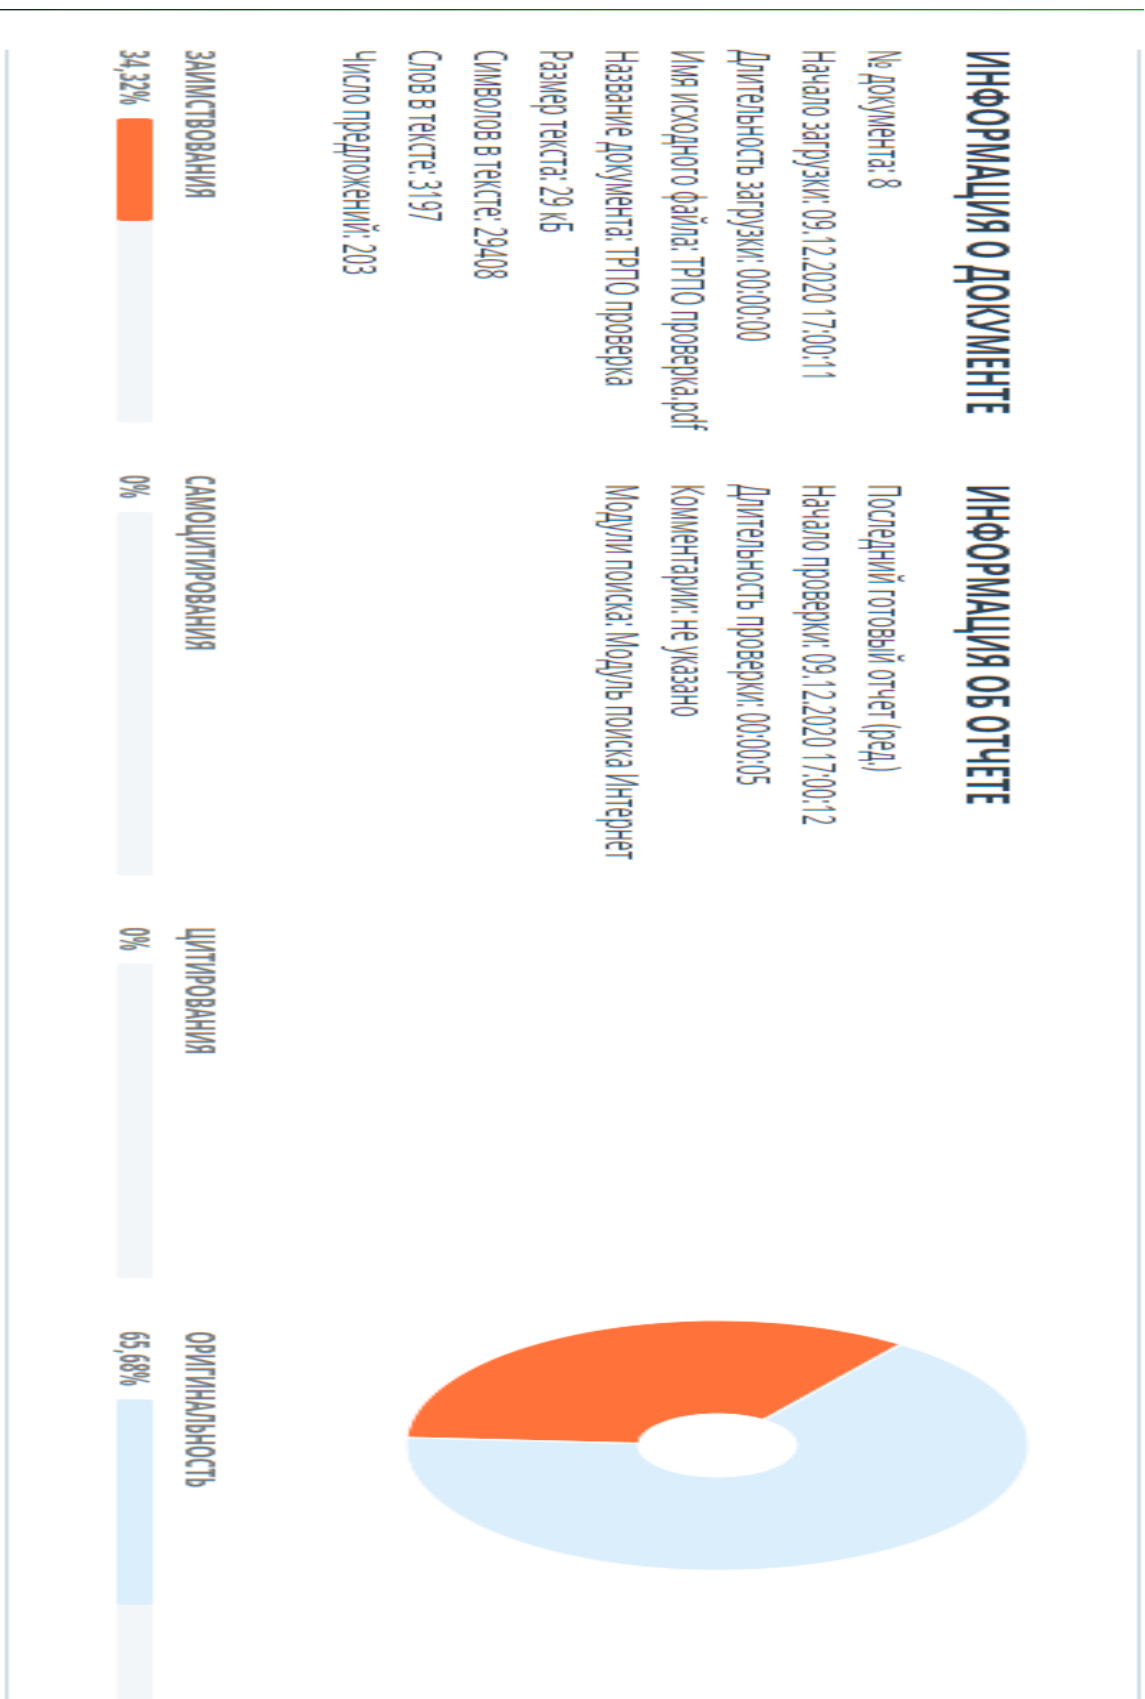 ИНФОРМАЦИЯ О ДОКУМЕНТЕ
№ документа: 8
Начало загрузки: 09.12.2020 17:00:11
Длительность загрузки: 00:00:00
Имя исходного файла: ТРПО проверка.pdf
Название документа: ТРПО проверка
Размер текста: 29 кБ
Символов в тексте: 29408
Слов в тексте: 3197
Число предложений: 203
ИНФОРМАЦИЯ ОБ ОТЧЕТЕ
Последний готовый отчет (ред.)
Начало проверки: 09.12.2020 17:00:12
Длительность проверки: 00:00:05
Комментарии: не указано
Модули поиска: Модуль поиска Интернет
ЗАИМСТВОВАНИЯ
34,32%
САМОЦИТИРОВАНИЯ
0%
ЦИТИРОВАНИЯ
0%
ОРИГИНАЛЬНОСТЬ
65,68%